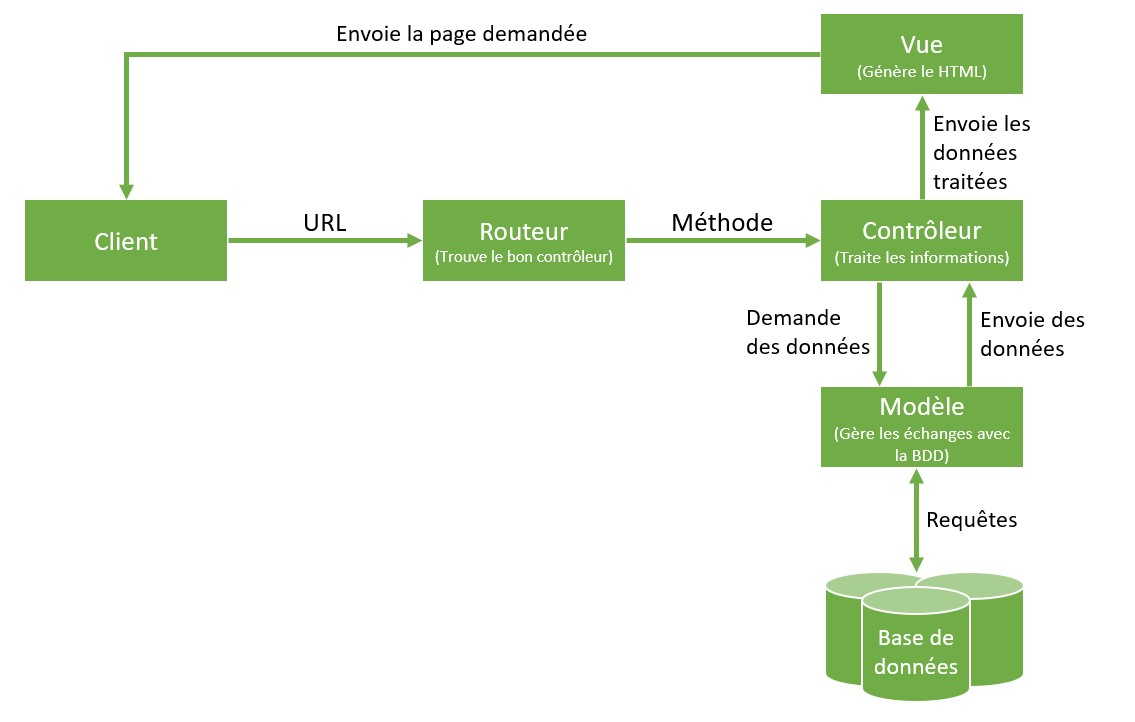 Envoie la page demandée
Vue
(Génère le HTML)
Envoie les
données
traitées
Client
URL
Routeur
(Trouve le bon contrôleur)
Méthode
Contrôleur
(Traite les informations)
Demande
des données
Envoie des
données
Modèle
(Gère les échanges avec
la BDD)
Requêtes
Base de
données